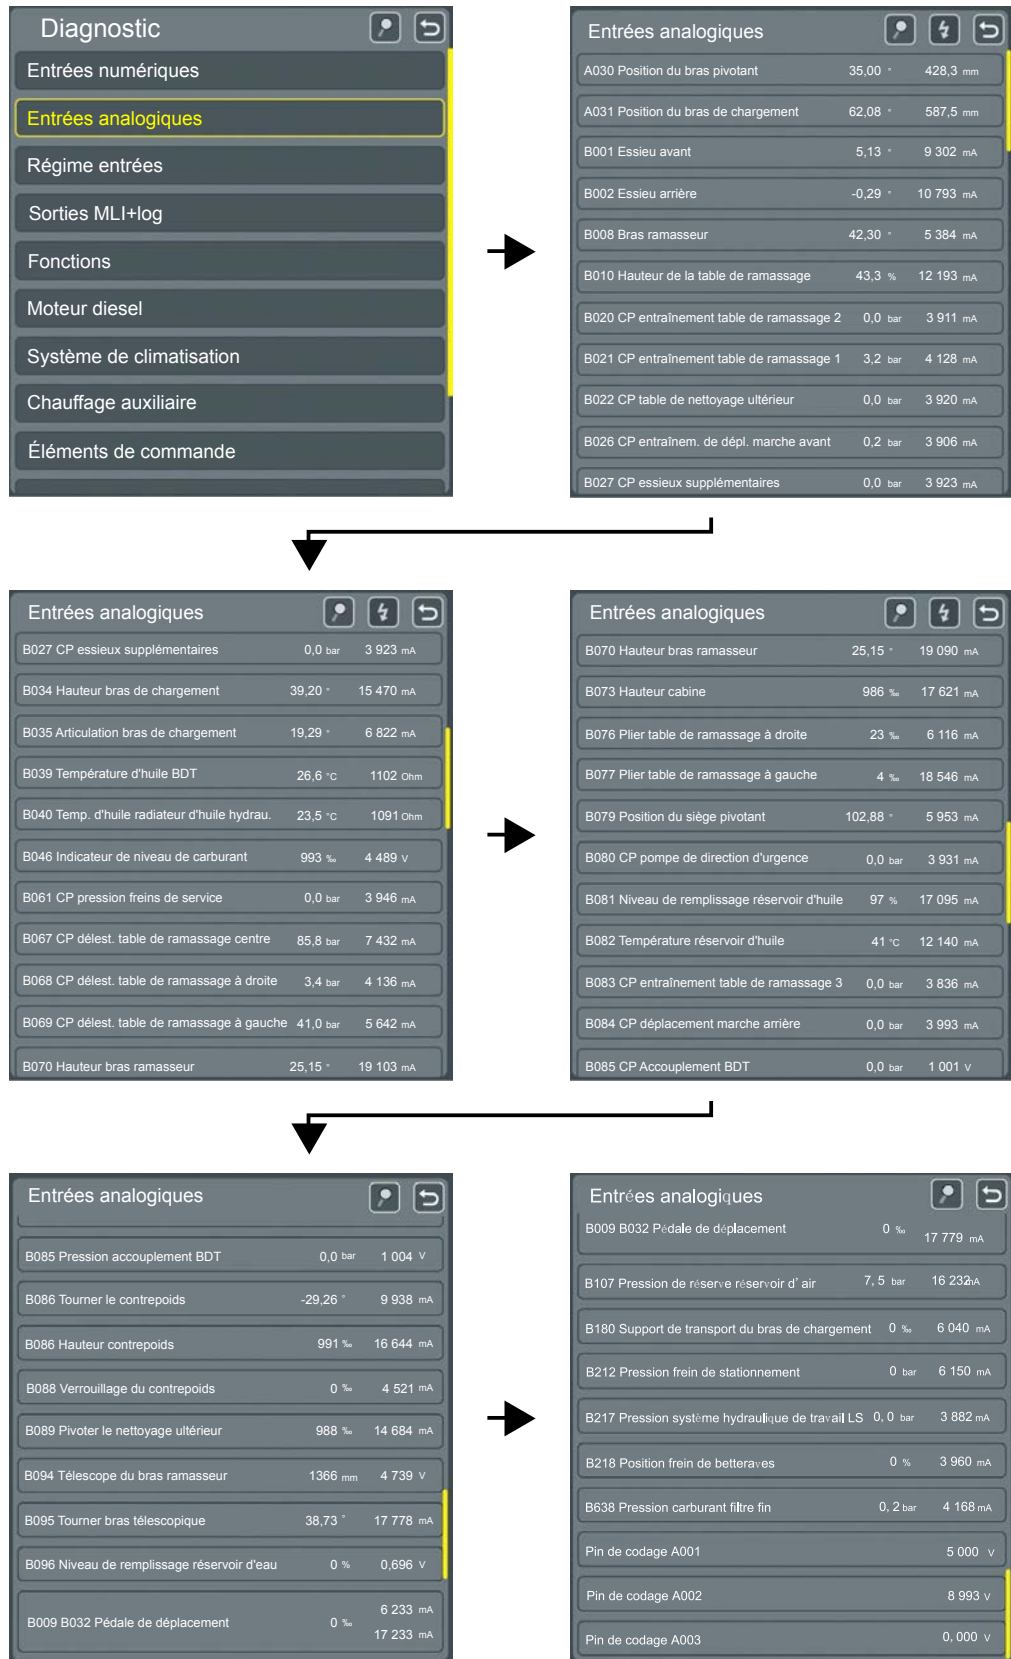 Diagnostic
Entrées numériques
Entrées analogiques
Régime entrées
Sorties MLI+log
Fonctions
Moteur diesel
Système de climatisation
Chauffage auxiliaire
Éléments de commande
Entrées analogiques
A030 Position du bras pivotant 35,00 ° 428,3 mm
A031 Position du bras de chargement 62,08 ° 587,5 mm
B001 Essieu avant 5,13 ° 9 302 mA
B002 Essieu arrière -0,29 ° 10 793 mA
B008 Bras ramasseur 42,30 ° 5 384 mA
B010 Hauteur de la table de ramassage 43,3 % 12 193 mA
B020 CP entraînement table de ramassage 2 0,0 bar 3 911 mA
B021 CP entraînement table de ramassage 1 3,2 bar 4 128 mA
B022 CP table de nettoyage ultérieur 0,0 bar 3 920 mA
B026 CP entraînem. de dépl. marche avant 0,2 bar 3 906 mA
B027 CP essieux supplémentaires 0,0 bar 3 923 mA
Entrées analogiques
B027 CP essieux supplémentaires 0,0 bar 3 923 mA
B034 Hauteur bras de chargement 39,20 ° 15 470 mA
B035 Articulation bras de chargement 19,29 ° 6 822 mA
B039 Température d'huile BDT 26,6 °C 1102 Ohm
B040 Temp. d'huile radiateur d'huile hydrau. 23,5 °C 1091 Ohm
B046 Indicateur de niveau de carburant 993 ‰ 4 489 V
B061 CP pression freins de service 0,0 bar 3 946 mA
B067 CP délest. table de ramassage centre 85,8 bar 7 432 mA
B068 CP délest. table de ramassage à droite 3,4 bar 4 136 mA
B069 CP délest. table de ramassage à gauche 41,0 bar 5 642 mA
B070 Hauteur bras ramasseur 25,15 ° 19 103 mA
Entrées analogiques
B070 Hauteur bras ramasseur 25,15 ° 19 090 mA
B073 Hauteur cabine 986 ‰ 17 621 mA
B076 Plier table de ramassage à droite 23 ‰ 6 116 mA
B077 Plier table de ramassage à gauche 4 ‰ 18 546 mA
B079 Position du siège pivotant 102,88 ° 5 953 mA
B080 CP pompe de direction d'urgence 0,0 bar 3 931 mA
B081 Niveau de remplissage réservoir d'huile 97 % 17 095 mA
B082 Température réservoir d'huile 41 °C 12 140 mA
B083 CP entraînement table de ramassage 3 0,0 bar 3 836 mA
B084 CP déplacement marche arrière 0,0 bar 3 993 mA
B085 CP Accouplement BDT 0,0 bar 1 001 V
Entrées analogiques
B085 Pression accouplement BDT 0,0 bar 1 004 V
B086 Tourner le contrepoids -29,26 ° 9 938 mA
B086 Hauteur contrepoids 991 ‰ 16 644 mA
B088 Verrouillage du contrepoids 0 ‰ 4 521 mA
B089 Pivoter le nettoyage ultérieur 988 ‰ 14 684 mA
B094 Télescope du bras ramasseur 1366 mm 4 739 V
B095 Tourner bras télescopique 38,73 ° 17 778 mA
B096 Niveau de remplissage réservoir d'eau 0 % 0,696 V
B009 B032 Pédale de déplacement 0 ‰ 6 233 mA
17 233 mA
Entrées analogiques
B009 B032 Pédale de déplacement 0 ‰
17 779 mA
B107 Pression de réserve réservoir d' air 7, 5 bar 16 232 mA
B180 Support de transport du bras de chargement 0 ‰ 6 040 mA
B212 Pression frein de stationnement 0 bar 6 150 mA
B217 Pression système hydraulique de travail LS 0, 0 bar 3 882 mA
B218 Position frein de betteraves 0 % 3 960 mA
B638 Pression carburant filtre fin 0, 2 bar 4 168 mA
Pin de codage A001 5 000 V
Pin de codage A002 8 993 V
Pin de codage A003 0, 000 V